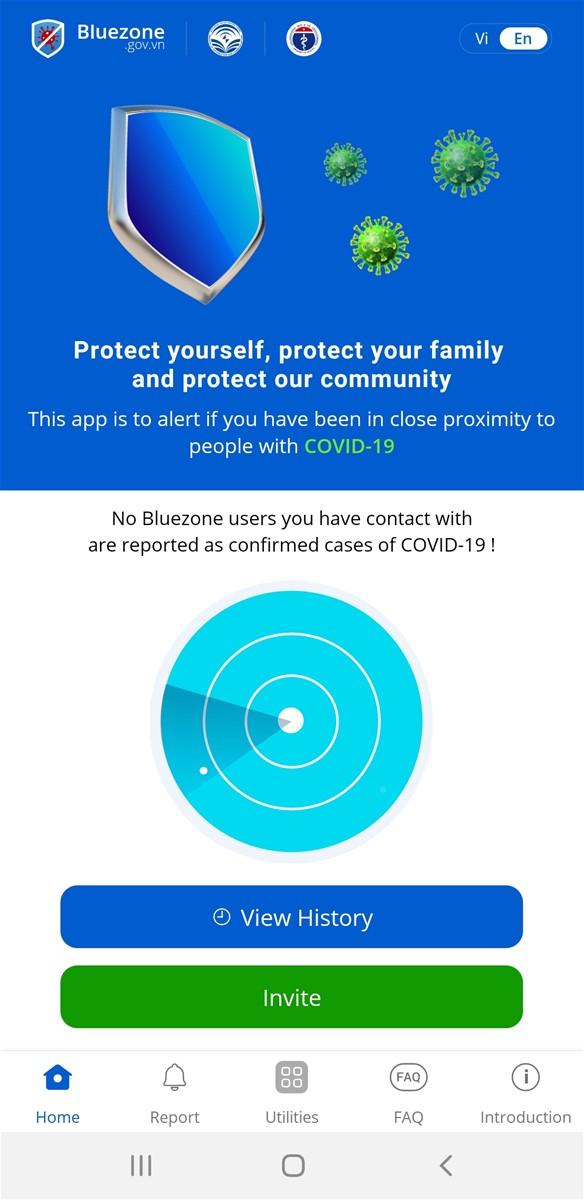 Bluezone
.gov.vn
Vi En
Protect yourself, protect your family
and protect our community
This app is to alert if you have been in close proximity to
people with COVID-19
No Bluezone users you have contact with
are reported as confirmed cases of COVID-19 !
View History
Invite
FAQ
Home Report Utilities FAQ Introduction